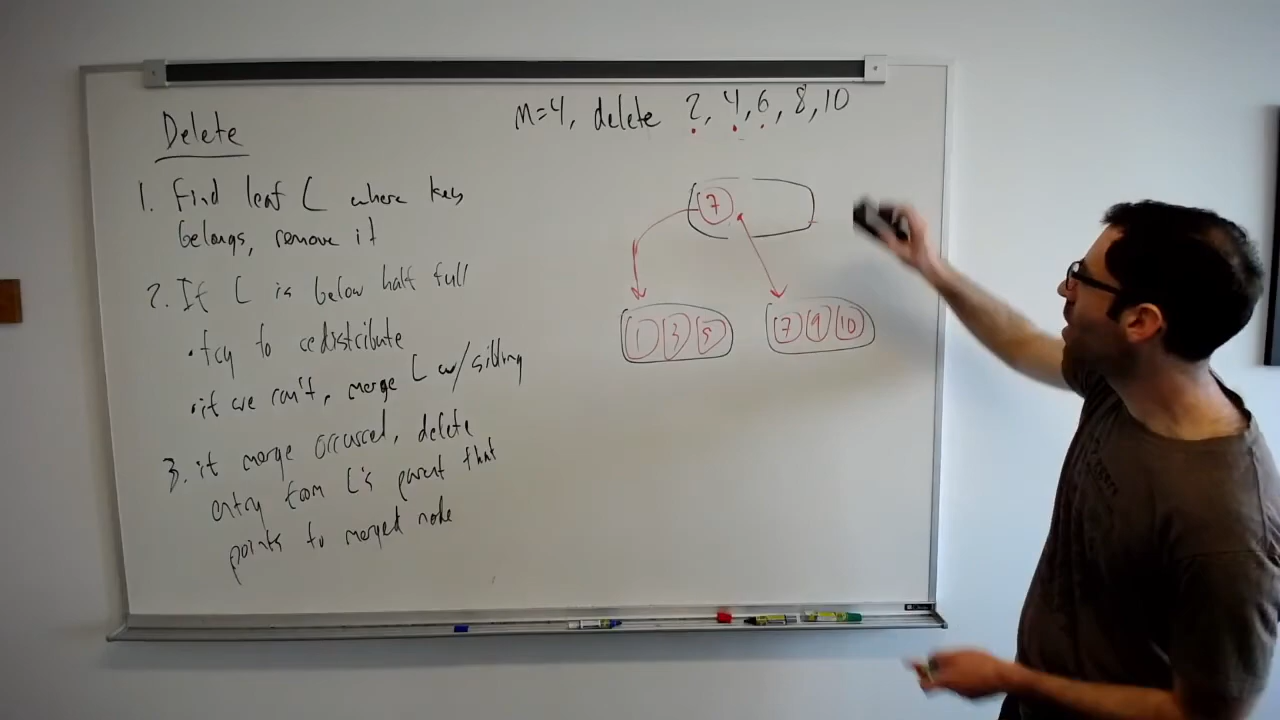 Delete
1. Find leaf L where key
belongs, remove it
2. If L is below half full
• try to redistribute
• if we can't, merge L w/ sibling
3. if merge occurred, delete
entry from L's parent that
points to merged node
M=4, delete 2, 4, 6, 8, 10
7
1 3 5 7 9 10